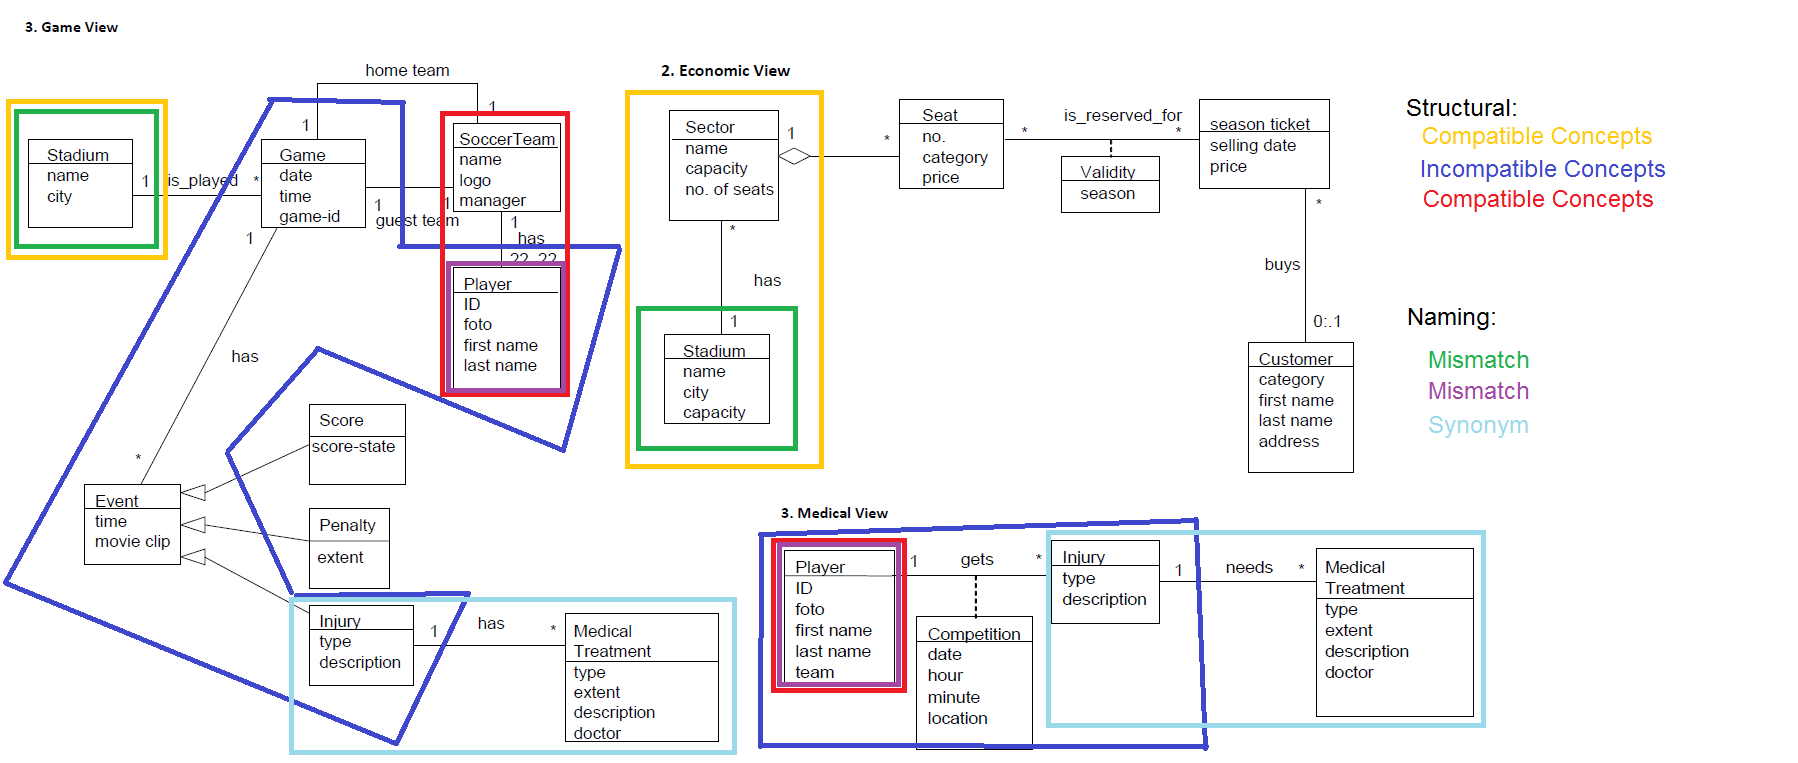 3. Game View
home team
1
1
Stadium
name
city
1
is_played
*
Game
date
time
game-id
SoccerTeam
name
logo
manager
1
1
guest team
1
has
22..22
Player
ID
foto
first name
last name
1
has
*
Score
score-state
Event
time
movie clip
Penalty
extent
Injury
type
description
1
has
*
Medical
Treatment
type
extent
description
doctor
2. Economic View
Sector
name
capacity
no. of seats
1
*
Seat
no.
category
price
*
is_reserved_for
*
Validity
season
season ticket
selling date
price
*
has
1
Stadium
name
city
capacity
*
buys
0:.1
Customer
category
first name
last name
address
3. Medical View
Player
ID
foto
first name
last name
team
1
gets
*
Competition
date
hour
minute
location
Injury
type
description
1
needs
*
Medical
Treatment
type
extent
description
doctor
Structural:
Compatible Concepts
Incompatible Concepts
Compatible Concepts
Naming:
Mismatch
Mismatch
Synonym